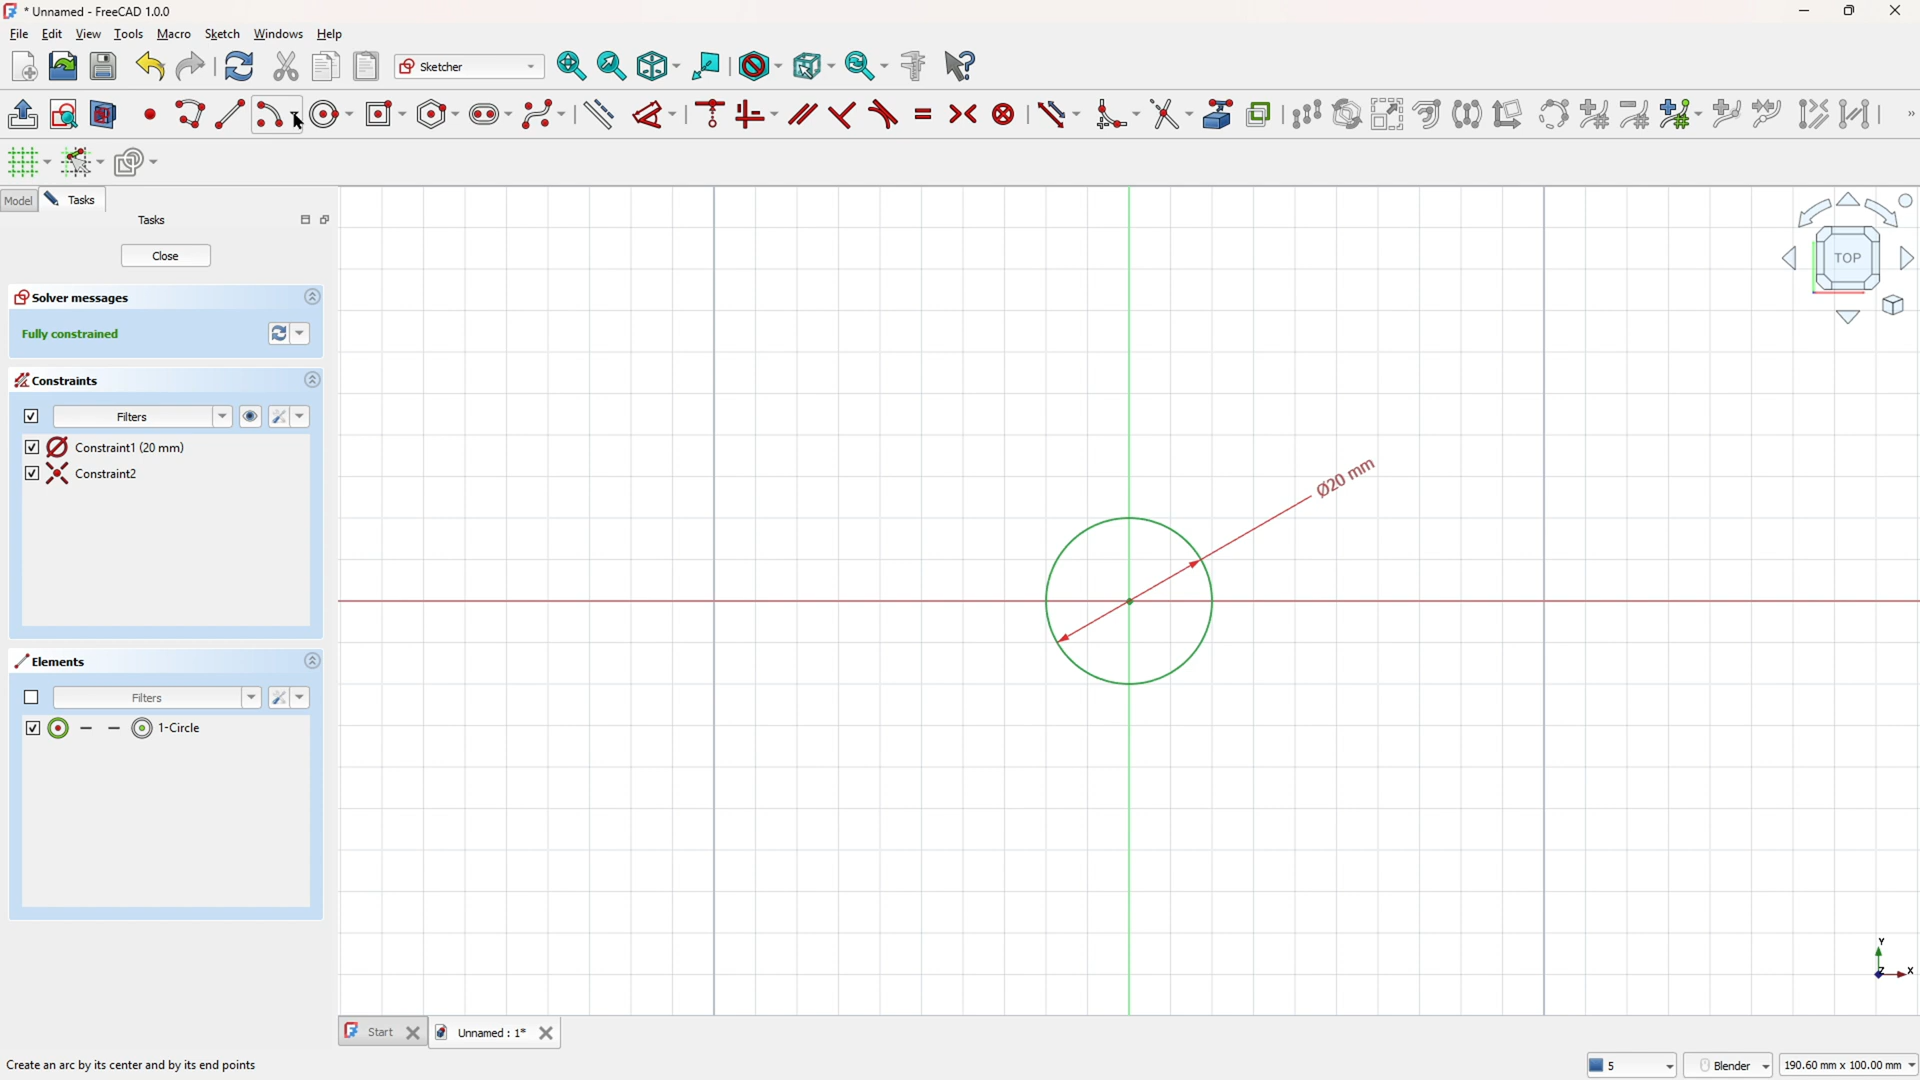 * Unnamed - FreeCAD 1.0.0
File Edit View Tools Macro Sketch Windows Help
Sketcher
Model Tasks
Tasks
Close
Solver messages
Fully constrained
Constraints
Filters
Constraint1 (20 mm)
Constraint2
Elements
Filters
1-Circle
Ø20 mm
TOP
Y
Z X
Start Unnamed : 1*
Create an arc by its center and by its end points
5 Blender 190.60 mm x 100.00 mm